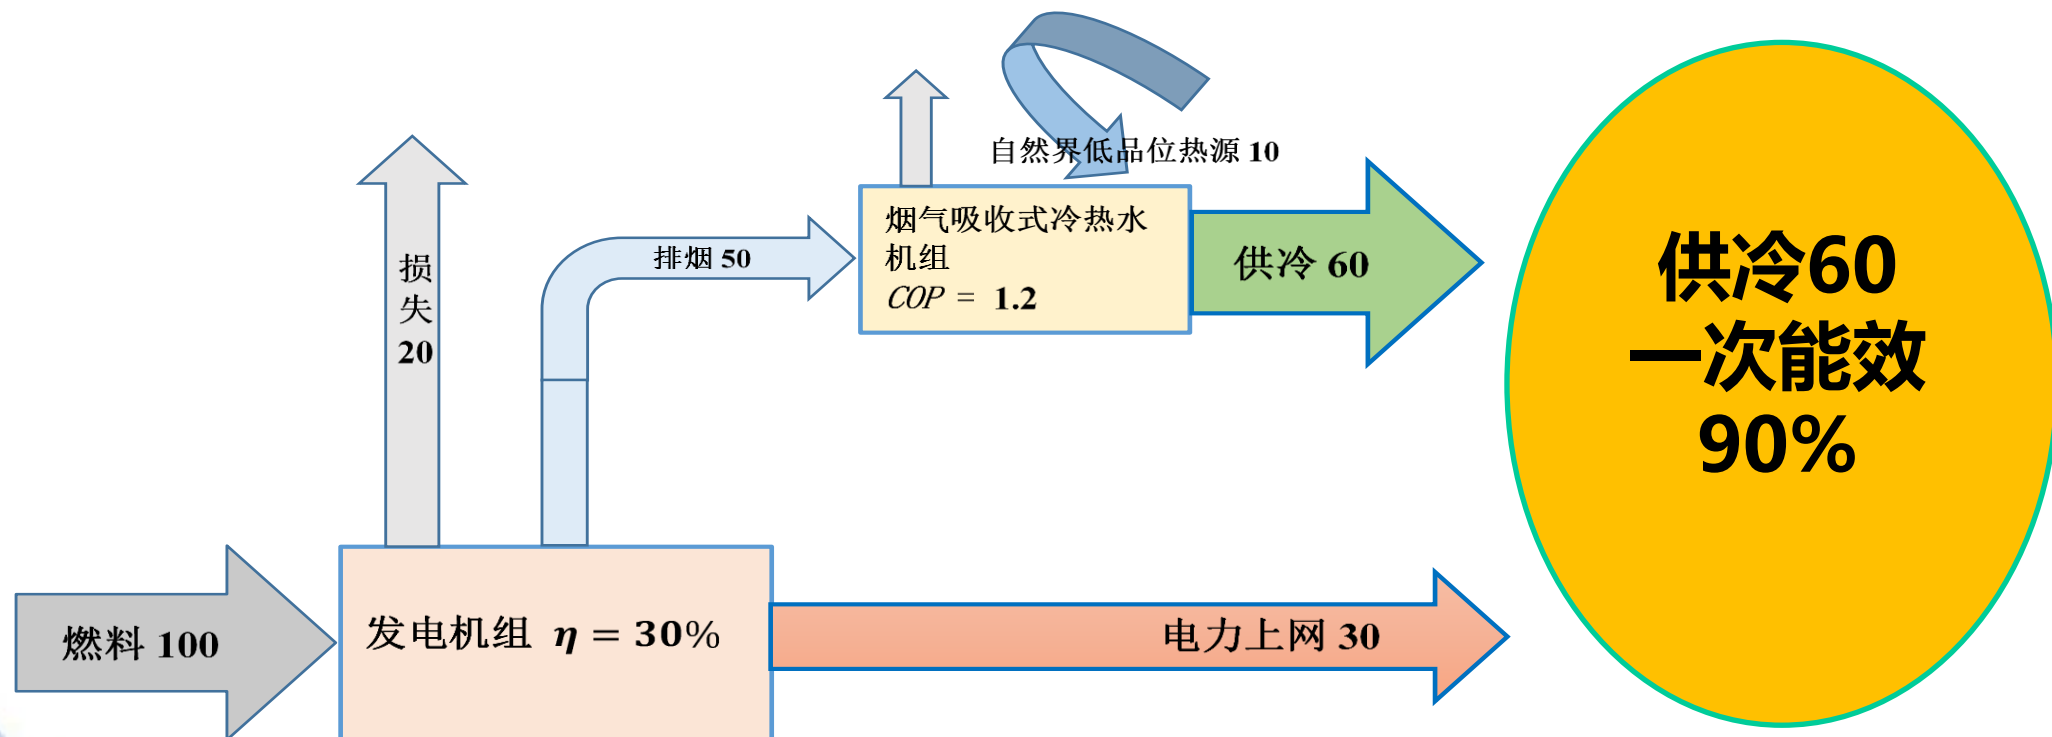 自然界低品位热源 10
烟气吸收式冷热水
机组
COP = 1.2
排烟 50
供冷 60
损
失
20
燃料 100
发电机组 η = 30%
电力上网 30
供冷60
一次能效
90%